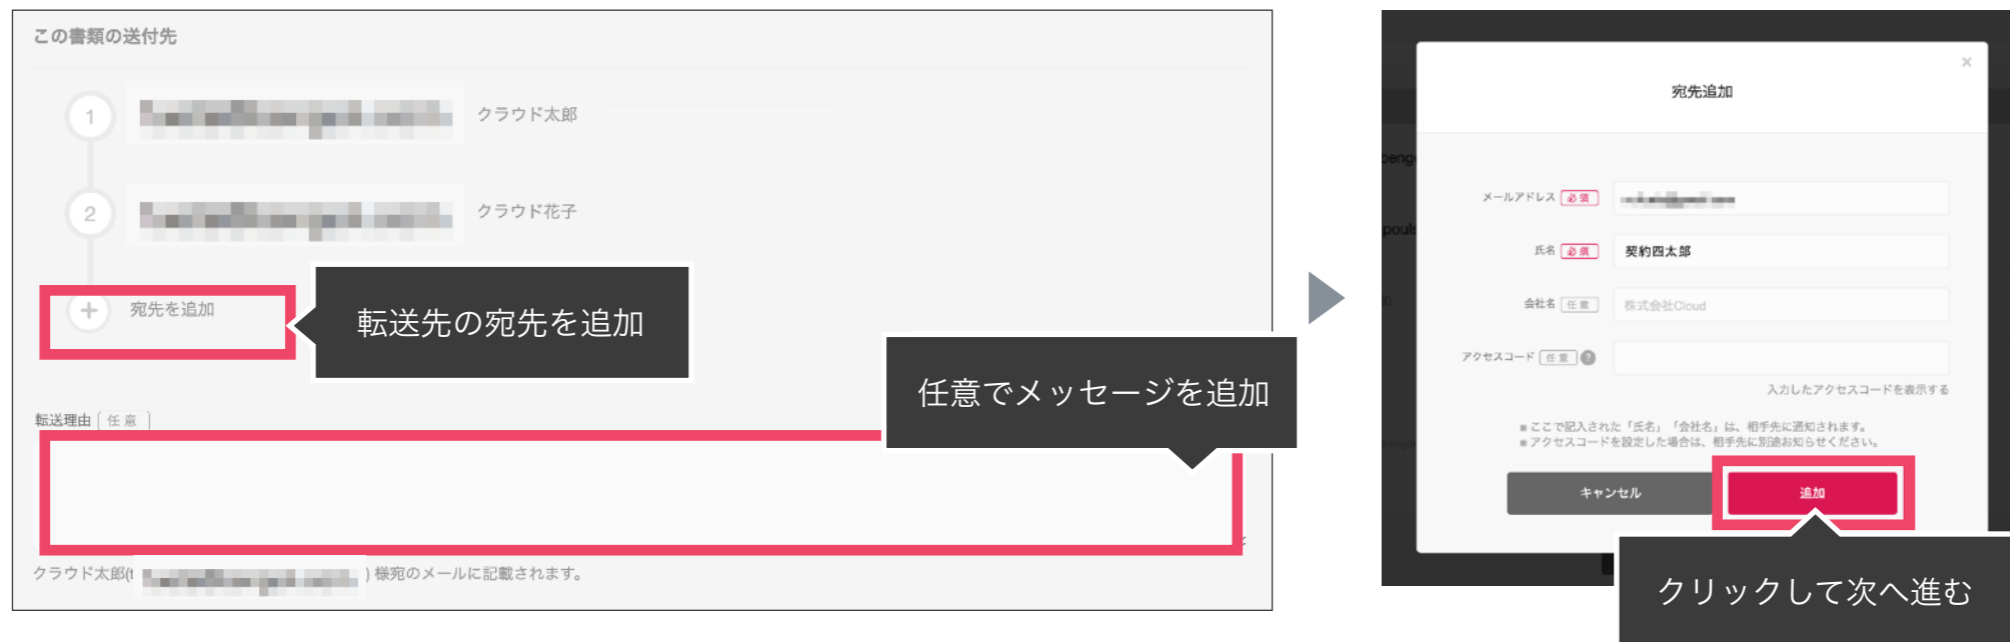 この書類の送付先
1
クラウド太郎
2
クラウド花子
+ 宛先を追加
転送先の宛先を追加
任意でメッセージを追加
転送理由 任意
クラウド太郎(
) 様宛のメールに記載されます。
×
宛先追加
メールアドレス 必須
氏名 必須 契約四太郎
会社名 任意 株式会社Cloud
アクセスコード 任意 ?
入力したアクセスコードを表示する
※ここで記入された「氏名」「会社名」は、相手先に通知されます。
※アクセスコードを設定した場合は、相手先に別途お知らせください。
キャンセル
追加
クリックして次へ進む